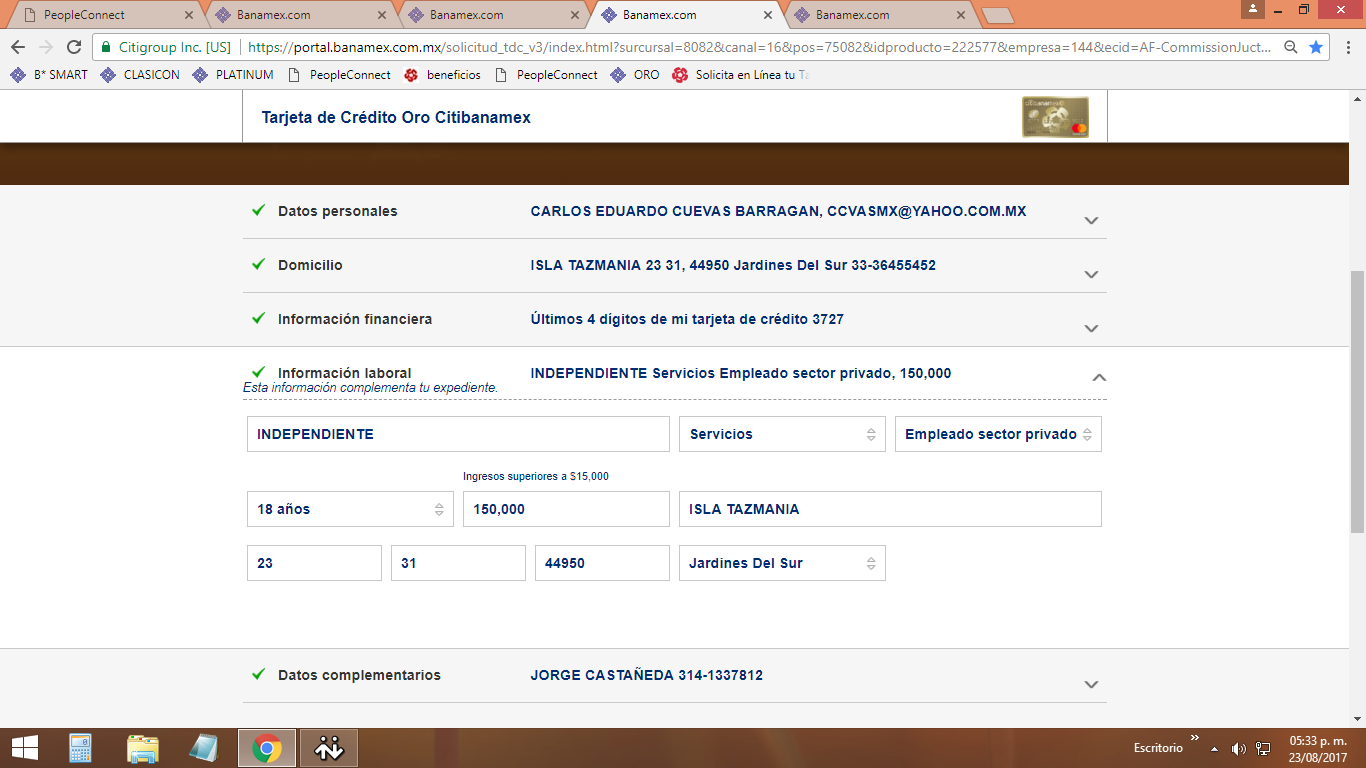 PeopleConnect
Banamex.com
Banamex.com
Banamex.com
Banamex.com
Citigroup Inc. [US] https://portal.banamex.com.mx/solicitud_tdc_v3/index.html?surcursal=8082&canal=16&pos=75082&idproducto=222577&empresa=144&ecid=AF-CommissionJuct...
B* SMART CLASICON PLATINUM PeopleConnect beneficios PeopleConnect ORO Solicita en Línea tu Ta
Tarjeta de Crédito Oro Citibanamex
Datos personales CARLOS EDUARDO CUEVAS BARRAGAN, CCVASMX@YAHOO.COM.MX
Domicilio ISLA TAZMANIA 23 31, 44950 Jardines Del Sur 33-36455452
Información financiera Últimos 4 dígitos de mi tarjeta de crédito 3727
Información laboral INDEPENDIENTE Servicios Empleado sector privado, 150,000
Esta información complementa tu expediente.
INDEPENDIENTE Servicios Empleado sector privado
Ingresos superiores a $15,000
18 años 150,000 ISLA TAZMANIA
23 31 44950 Jardines Del Sur
Datos complementarios JORGE CASTAÑEDA 314-1337812
Escritorio
05:33 p. m.
23/08/2017